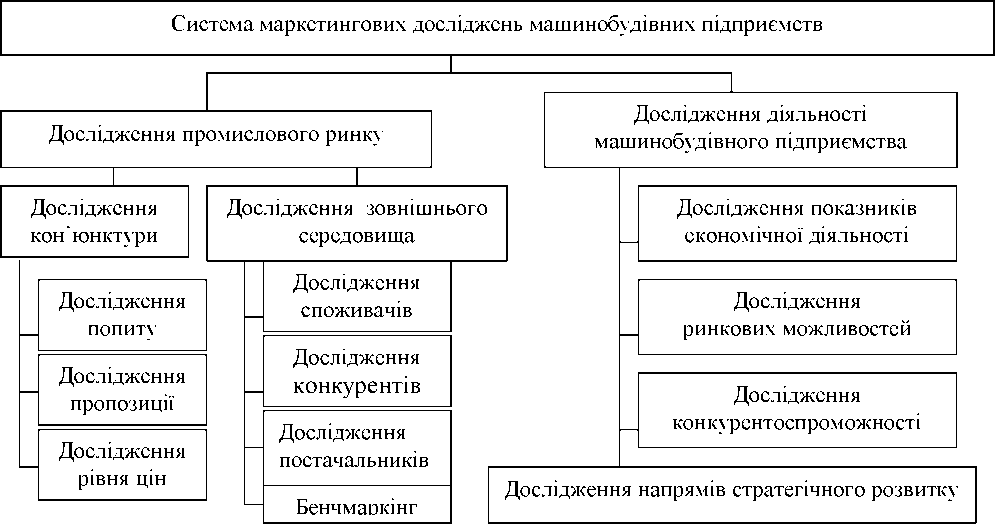 Система маркетингових досліджень машинобудівних підприємств
Дослідження промислового ринку
Дослідження діяльності
машинобудівного підприємства
Дослідження
кон`юнктури
Дослідження зовнішнього
середовища
Дослідження
попиту
Дослідження
пропозиції
Дослідження
рівня цін
Дослідження
споживачів
Дослідження
конкурентів
Дослідження
постачальників
Бенчмаркінг
Дослідження показників
економічної діяльності
Дослідження
ринкових можливостей
Дослідження
конкурентоспроможності
Дослідження напрямів стратегічного розвитку